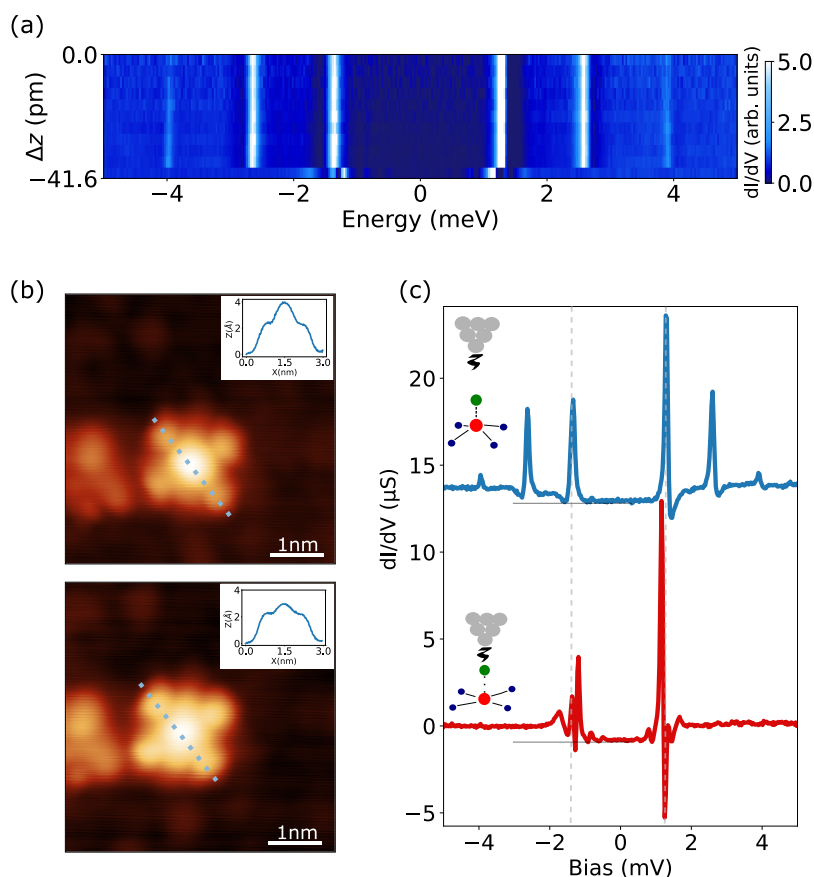 (a)
0.0
−41.6
Δz (pm)
−4
−2
0
2
4
Energy (meV)
5.0
2.5
0.0
dI/dV (arb. units)
(b)
4
2
0
Z(Å)
0.0
1.5
3.0
X(nm)
1nm
4
2
0
Z(Å)
0.0
1.5
3.0
X(nm)
1nm
(c)
20
15
10
5
0
−5
dI/dV (µS)
−4
−2
0
2
4
Bias (mV)